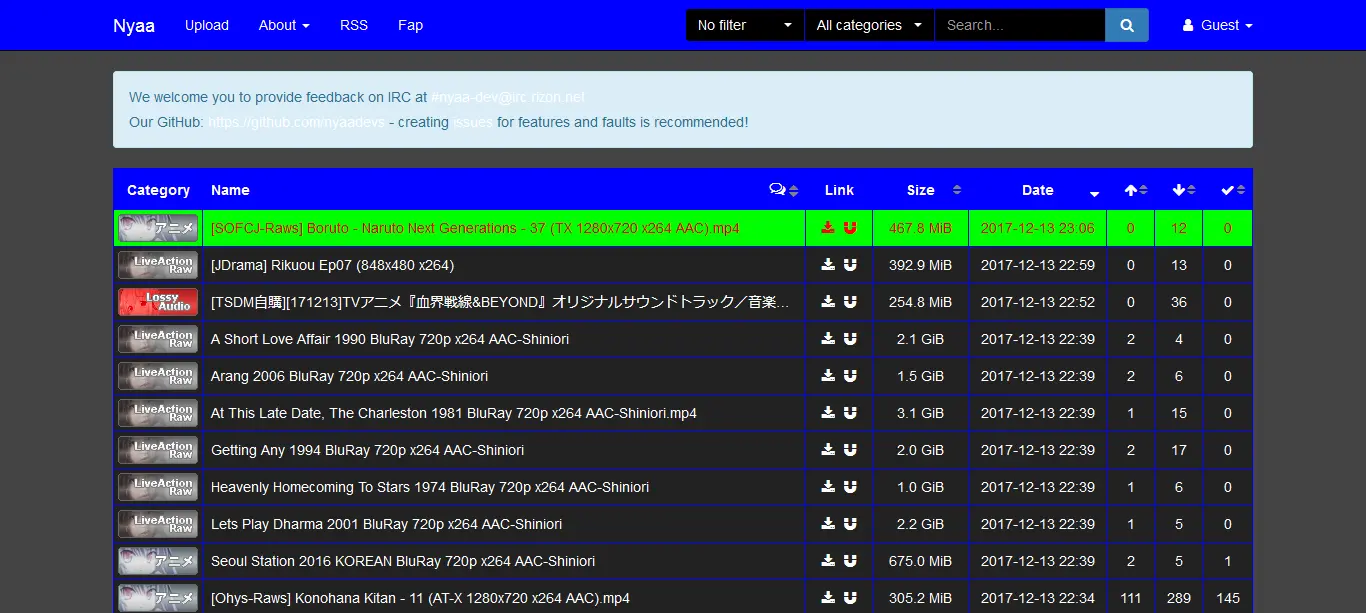 Nyaa Upload About RSS Fap No filter All categories Search... Guest
We welcome you to provide feedback on IRC at #nyaa-dev@irc.rizon.net
Our GitHub: https://github.com/nyaadevs - creating issues for features and faults is recommended!
Category Name Link Size Date
アニメ [SOFCJ-Raws] Boruto - Naruto Next Generations - 37 (TX 1280x720 x264 AAC).mp4 467.8 MiB 2017-12-13 23:06 0 12 0
LiveAction Raw [JDrama] Rikuou Ep07 (848x480 x264) 392.9 MiB 2017-12-13 22:59 0 13 0
Lossy Audio [TSDM自購][171213]TVアニメ『血界戦線&BEYOND』オリジナルサウンドトラック／音楽... 254.8 MiB 2017-12-13 22:52 0 36 0
LiveAction Raw A Short Love Affair 1990 BluRay 720p x264 AAC-Shiniori 2.1 GiB 2017-12-13 22:39 2 4 0
LiveAction Raw Arang 2006 BluRay 720p x264 AAC-Shiniori 1.5 GiB 2017-12-13 22:39 2 6 0
LiveAction Raw At This Late Date, The Charleston 1981 BluRay 720p x264 AAC-Shiniori.mp4 3.1 GiB 2017-12-13 22:39 1 15 0
LiveAction Raw Getting Any 1994 BluRay 720p x264 AAC-Shiniori 2.0 GiB 2017-12-13 22:39 2 17 0
LiveAction Raw Heavenly Homecoming To Stars 1974 BluRay 720p x264 AAC-Shiniori 1.0 GiB 2017-12-13 22:39 1 6 0
LiveAction Raw Lets Play Dharma 2001 BluRay 720p x264 AAC-Shiniori 2.2 GiB 2017-12-13 22:39 1 5 0
アニメ Seoul Station 2016 KOREAN BluRay 720p x264 AAC-Shiniori 675.0 MiB 2017-12-13 22:39 2 5 1
アニメ [Ohys-Raws] Konohana Kitan - 11 (AT-X 1280x720 x264 AAC).mp4 305.2 MiB 2017-12-13 22:34 111 289 145